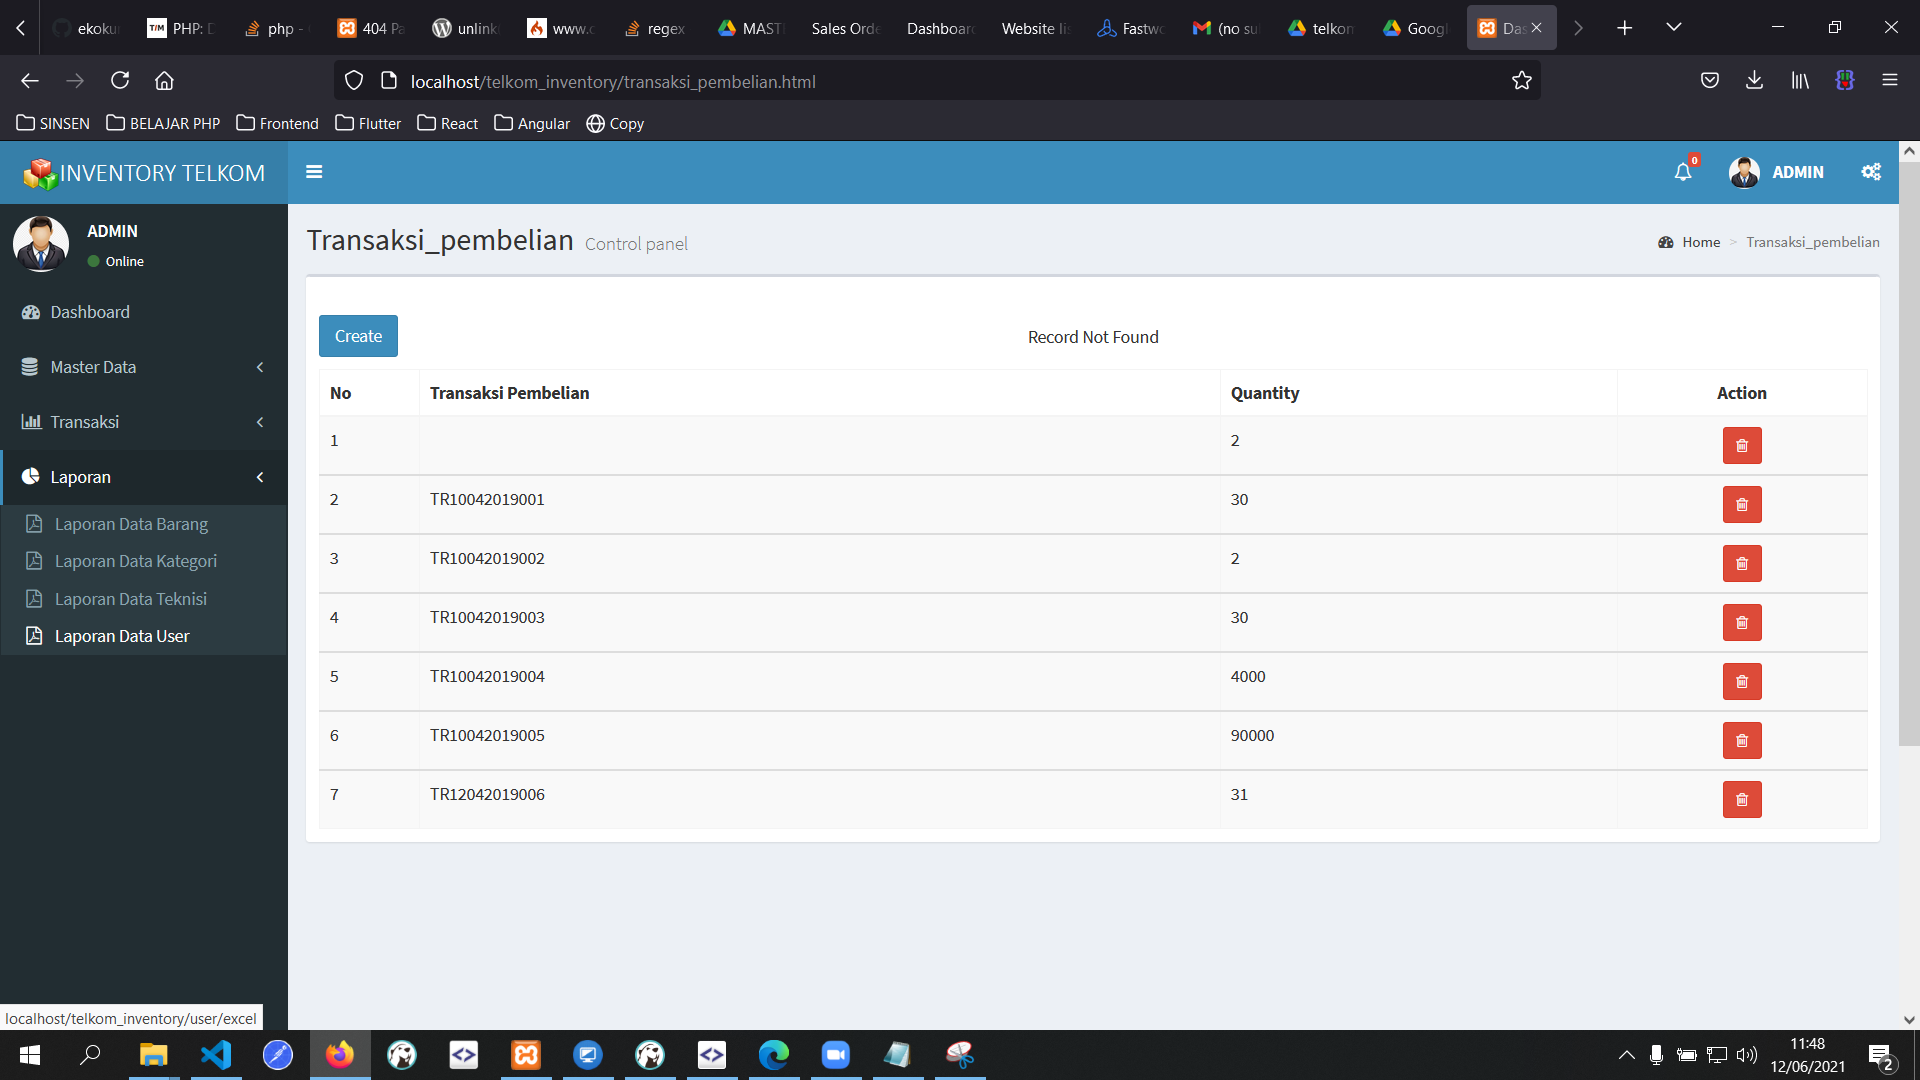 ekoku
PHP: D
php -
404 Pa
unlink
www.c
regex
MAST
Sales Orde
Dashboard
Website li
Fastwo
(no su
telkon
Googl
Das
localhost/telkom_inventory/transaksi_pembelian.html
SINSEN
BELAJAR PHP
Frontend
Flutter
React
Angular
Copy
INVENTORY TELKOM
0
ADMIN
ADMIN
Online
Dashboard
Master Data
Transaksi
Laporan
Laporan Data Barang
Laporan Data Kategori
Laporan Data Teknisi
Laporan Data User
Transaksi_pembelian Control panel
Home > Transaksi_pembelian
Create
Record Not Found
No Transaksi Pembelian Quantity Action
1 2
2 TR10042019001 30
3 TR10042019002 2
4 TR10042019003 30
5 TR10042019004 4000
6 TR10042019005 90000
7 TR12042019006 31
localhost/telkom_inventory/user/excel
11:48
12/06/2021
2